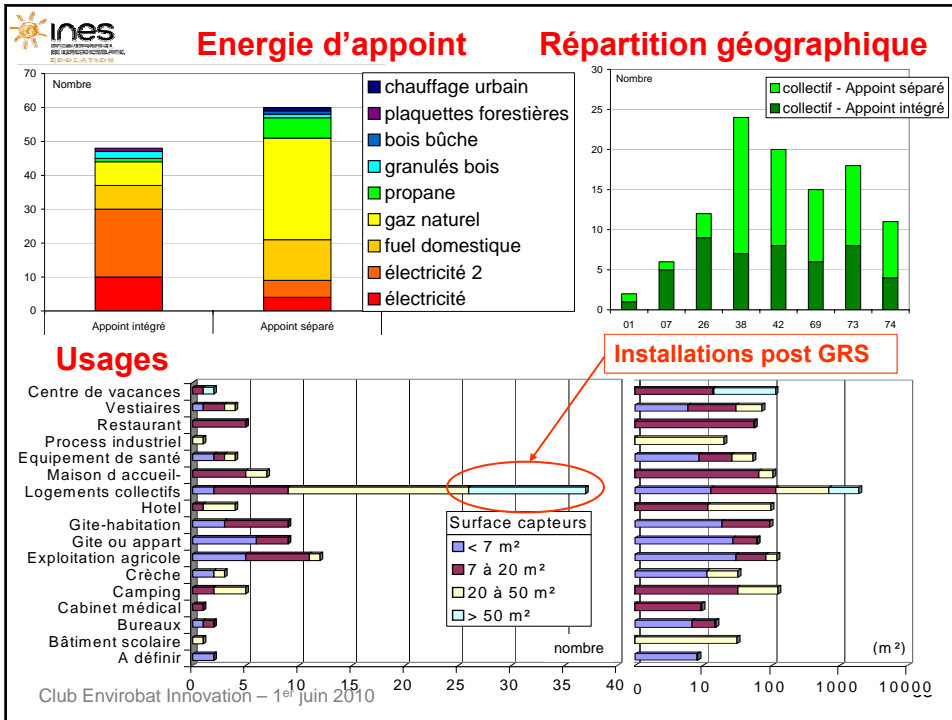 ines
EDUCATION
Energie d'appoint
Répartition géographique
Nombre
70
60
50
40
30
20
10
0
Appoint intégré
Appoint séparé
chauffage urbain
plaquettes forestières
bois bûche
granulés bois
propane
gaz naturel
fuel domestique
électricité 2
électricité
Nombre
30
25
20
15
10
5
0
01 07 26 38 42 69 73 74
collectif - Appoint séparé
collectif - Appoint intégré
Usages
Installations post GRS
Centre de vacances
Vestiaires
Restaurant
Process industriel
Equipement de santé
Maison d accueil-
Logements collectifs
Hotel
Gite-habitation
Gite ou appart
Exploitation agricole
Crèche
Camping
Cabinet médical
Bureaux
Bâtiment scolaire
A définir
Surface capteurs
< 7 m²
7 à 20 m²
20 à 50 m²
> 50 m²
nombre
(m²)
0 5 10 15 20 25 30 35 40
0 10 100 1000 10000
Club Envirobat Innovation – 1er juin 2010